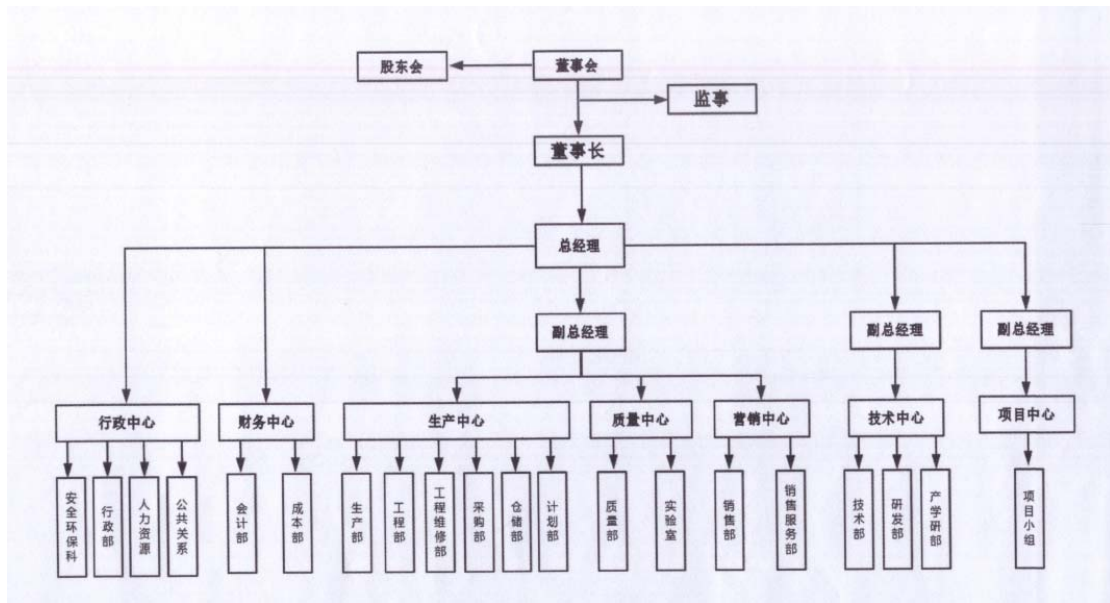 股东会
董事会
监事
董事长
总经理
副总经理
副总经理
副总经理
行政中心
财务中心
生产中心
质量中心
营销中心
技术中心
项目中心
安全环保科
行政部
人力资源
公共关系
会计部
成本部
生产部
工程部
工程维修部
采购部
仓储部
计划部
质量部
实验室
销售部
销售服务部
技术部
研发部
产学研部
项目小组